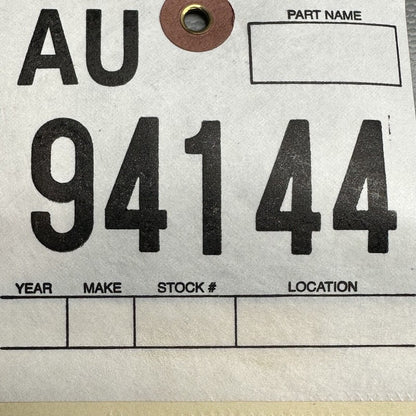 AU
PART NAME
94144
YEAR MAKE STOCK # LOCATION